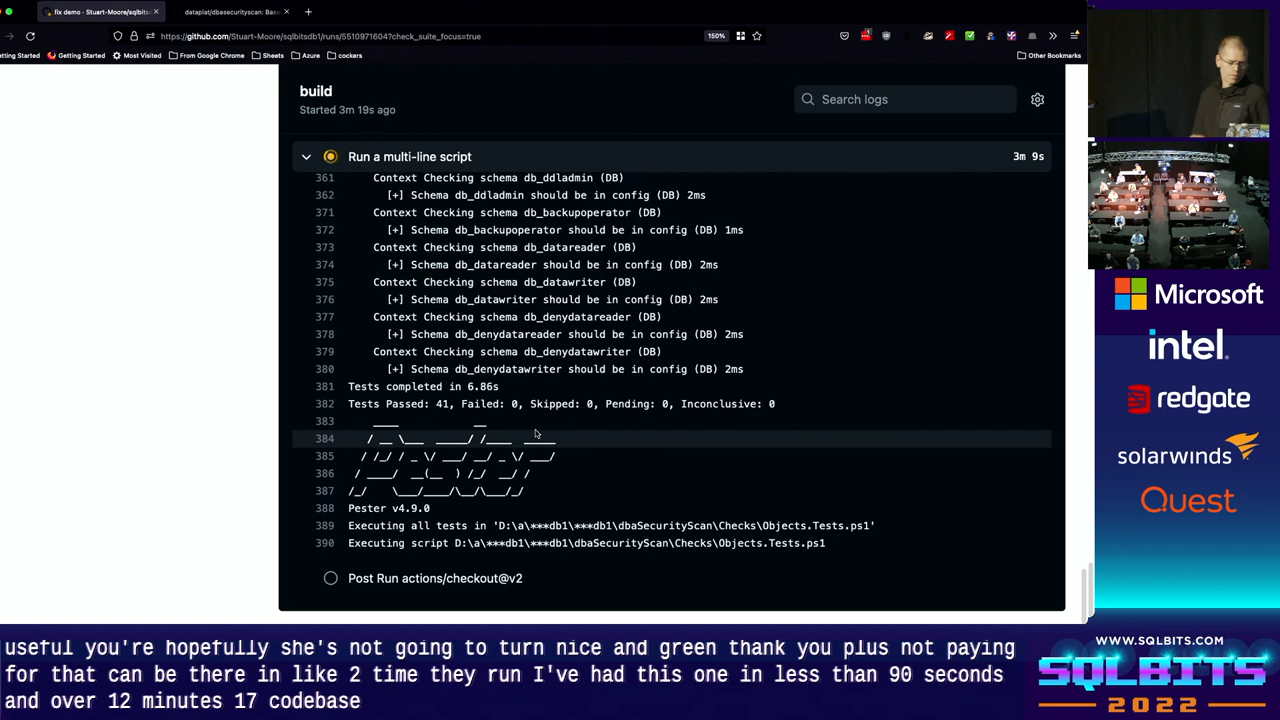 fix demo · Stuart-Moore/sqlbitsdb1
dataplat/dbasecurityscan: Base
https://github.com/Stuart-Moore/sqlbitsdb1/runs/5510971604?check_suite_focus=true
150%
Getting Started
Getting Started
Most Visited
From Google Chrome
Sheets
Azure
cockers
Other Bookmarks
build
Started 3m 19s ago
Search logs
Run a multi-line script
3m 9s
361 Context Checking schema db_ddladmin (DB)
362 [+] Schema db_ddladmin should be in config (DB) 2ms
371 Context Checking schema db_backupoperator (DB)
372 [+] Schema db_backupoperator should be in config (DB) 1ms
373 Context Checking schema db_datareader (DB)
374 [+] Schema db_datareader should be in config (DB) 2ms
375 Context Checking schema db_datawriter (DB)
376 [+] Schema db_datawriter should be in config (DB) 2ms
377 Context Checking schema db_denydatareader (DB)
378 [+] Schema db_denydatareader should be in config (DB) 2ms
379 Context Checking schema db_denydatawriter (DB)
380 [+] Schema db_denydatawriter should be in config (DB) 2ms
381 Tests completed in 6.86s
382 Tests Passed: 41, Failed: 0, Skipped: 0, Pending: 0, Inconclusive: 0
383
384
385
386
387
388 Pester v4.9.0
389 Executing all tests in 'D:\a\***db1\***db1\dbaSecurityScan\Checks\Objects.Tests.ps1'
390 Executing script D:\a\***db1\***db1\dbaSecurityScan\Checks\Objects.Tests.ps1
Post Run actions/checkout@v2
Microsoft
intel.
redgate
solarwinds
Quest
WWW.SQLBITS.COM
SQLBITS
2022
useful you're hopefully she's not going to turn nice and green thank you plus not paying
for that can be there in like 2 time they run I've had this one in less than 90 seconds
and over 12 minutes 17 codebase